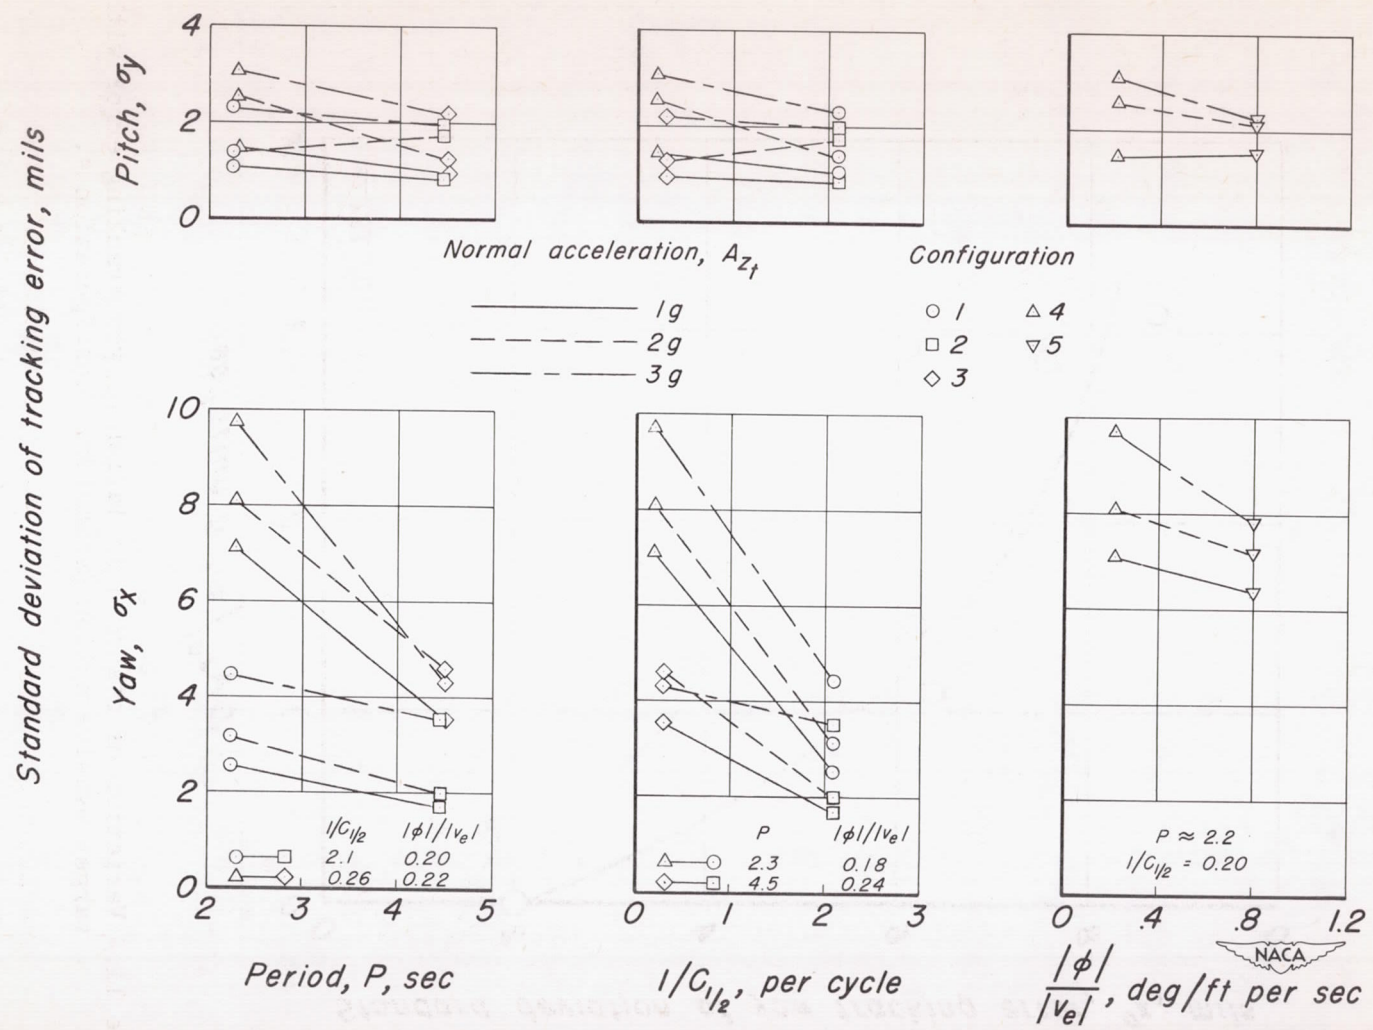 Standard deviation of tracking error, mils
Pitch, σy
4
2
0
Normal acceleration, AZt
1g
2g
3g
Configuration
1 4
2 5
3
Yaw, σx
10
8
6
4
2
0
1/C1/2 |ϕ|/|ve|
2.1 0.20
0.26 0.22
2 3 4 5
Period, P, sec
P |ϕ|/|ve|
2.3 0.18
4.5 0.24
0 1 2 3
1/C1/2, per cycle
P ≈ 2.2
1/C1/2 = 0.20
0 .4 .8 1.2
NACA
|ϕ|/|ve|, deg/ft per sec